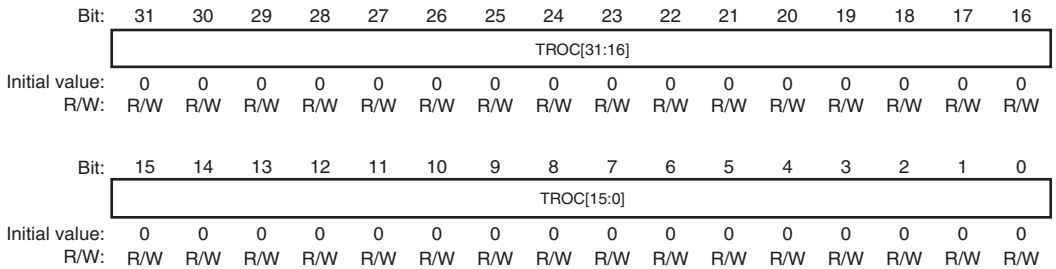 Bit: 31 30 29 28 27 26 25 24 23 22 21 20 19 18 17 16
TROC[31:16]
Initial value: 0 0 0 0 0 0 0 0 0 0 0 0 0 0 0 0
R/W: R/W R/W R/W R/W R/W R/W R/W R/W R/W R/W R/W R/W R/W R/W R/W R/W
Bit: 15 14 13 12 11 10 9 8 7 6 5 4 3 2 1 0
TROC[15:0]
Initial value: 0 0 0 0 0 0 0 0 0 0 0 0 0 0 0 0
R/W: R/W R/W R/W R/W R/W R/W R/W R/W R/W R/W R/W R/W R/W R/W R/W R/W